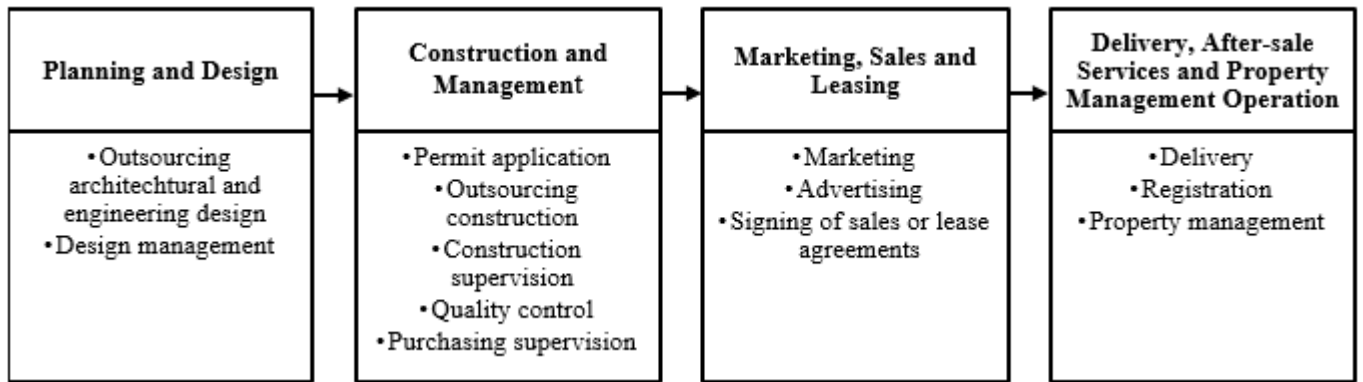 Planning and Design
• Outsourcing
architechtural and
engineering design
• Design management
Construction and
Management
• Permit application
• Outsourcing
construction
• Construction
supervision
• Quality control
• Purchasing supervision
Marketing, Sales and
Leasing
• Marketing
• Advertising
• Signing of sales or lease
agreements
Delivery, After-sale
Services and Property
Management Operation
• Delivery
• Registration
• Property management